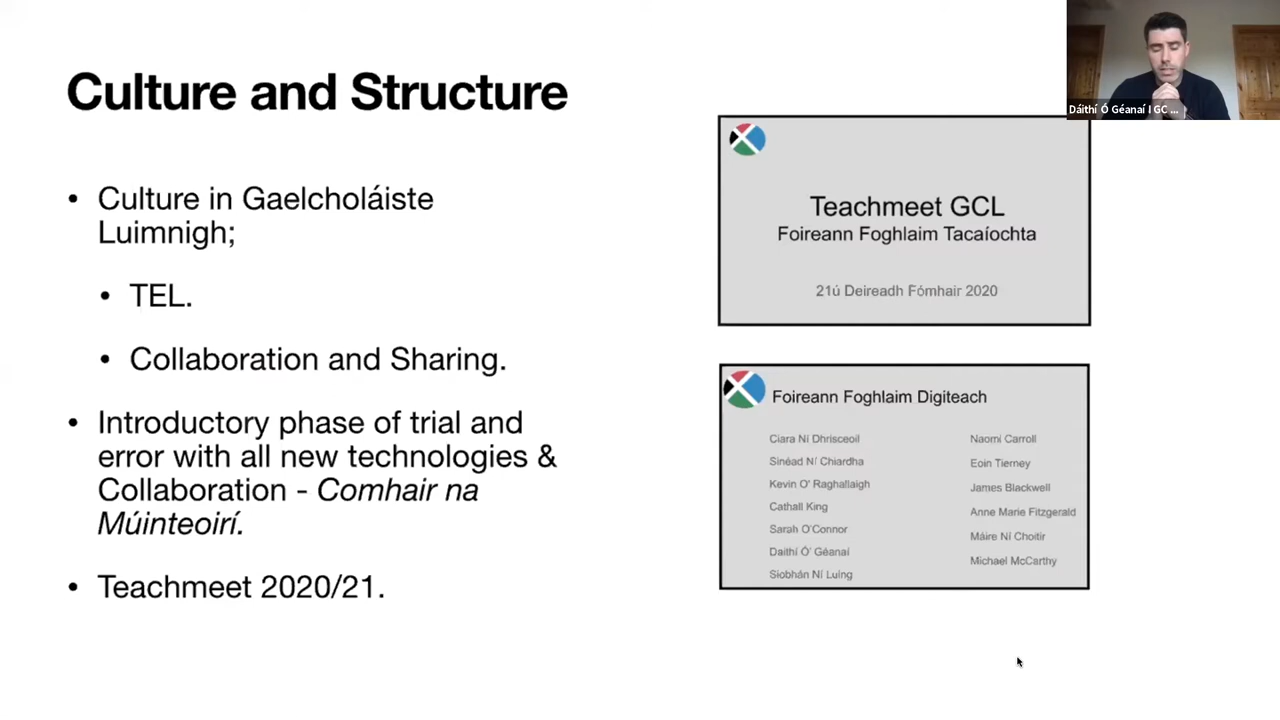 Culture and Structure
• Culture in Gaelcholáiste
Luimnigh;
• TEL.
• Collaboration and Sharing.
• Introductory phase of trial and
error with all new technologies &
Collaboration - Comhair na
Múinteoirí.
• Teachmeet 2020/21.
Teachmeet GCL
Foireann Foghlaim Tacaíochta
21ú Deireadh Fómhair 2020
Foireann Foghlaim Digiteach
Ciara Ní Dhrisceoil
Sinéad Ní Chiardha
Kevin O' Raghallaigh
Cathall King
Sarah O'Connor
Daithí Ó' Géanaí
Siobhán Ní Luing
Naomi Carroll
Eoin Tierney
James Blackwell
Anne Marie Fitzgerald
Máire Ní Choitir
Michael McCarthy
Dáithí Ó Géanaí I GC ...